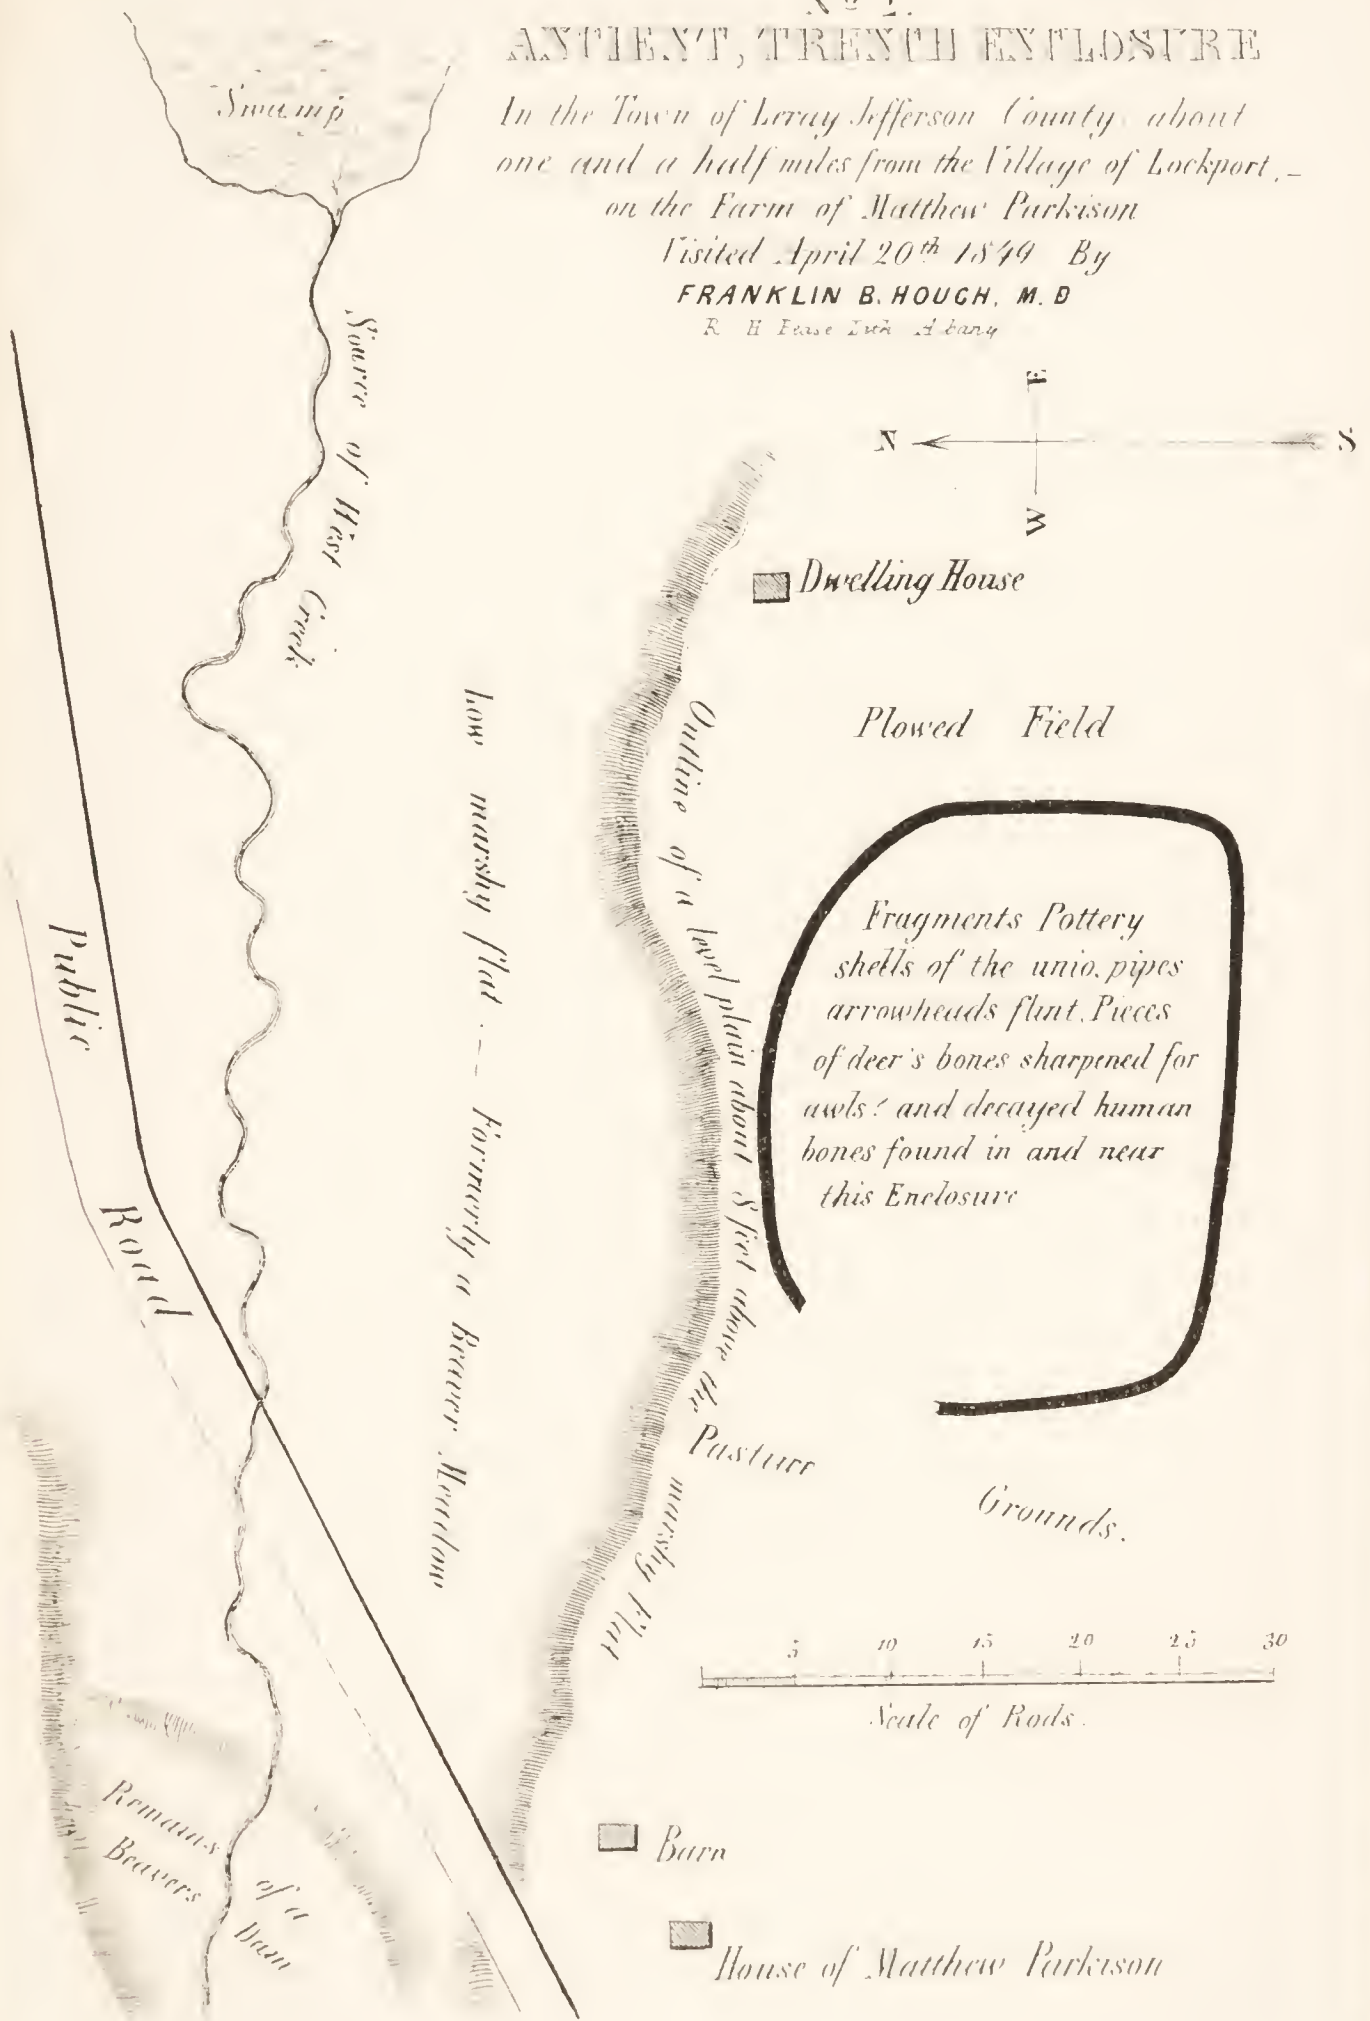 No 2.
ANCIENT, TRENCH ENCLOSURE
In the Town of Leray Jefferson County about
one and a half miles from the Village of Lockport,-
on the Farm of Matthew Parkison
Visited April 20th 1849 By
FRANKLIN B. HOUGH, M.D
R H Pease Lith Albany
Swamp
Source of West Creek
E
N
S
W
Dwelling House
Plowed Field
Outline of a level plain about 8 feet above the marshy Flat
Low marshy flat - - Formerly a Beaver Meadow
Fragments Pottery
shells of the unio, pipes
arrowheads flint. Pieces
of deer's bones sharpened for
awls? and decayed human
bones found in and near
this Enclosure
Public Road
Pasture
Grounds.
5 10 15 20 25 30
Scale of Rods.
Remains of a
Beavers Dam
Barn
House of Matthew Parkison